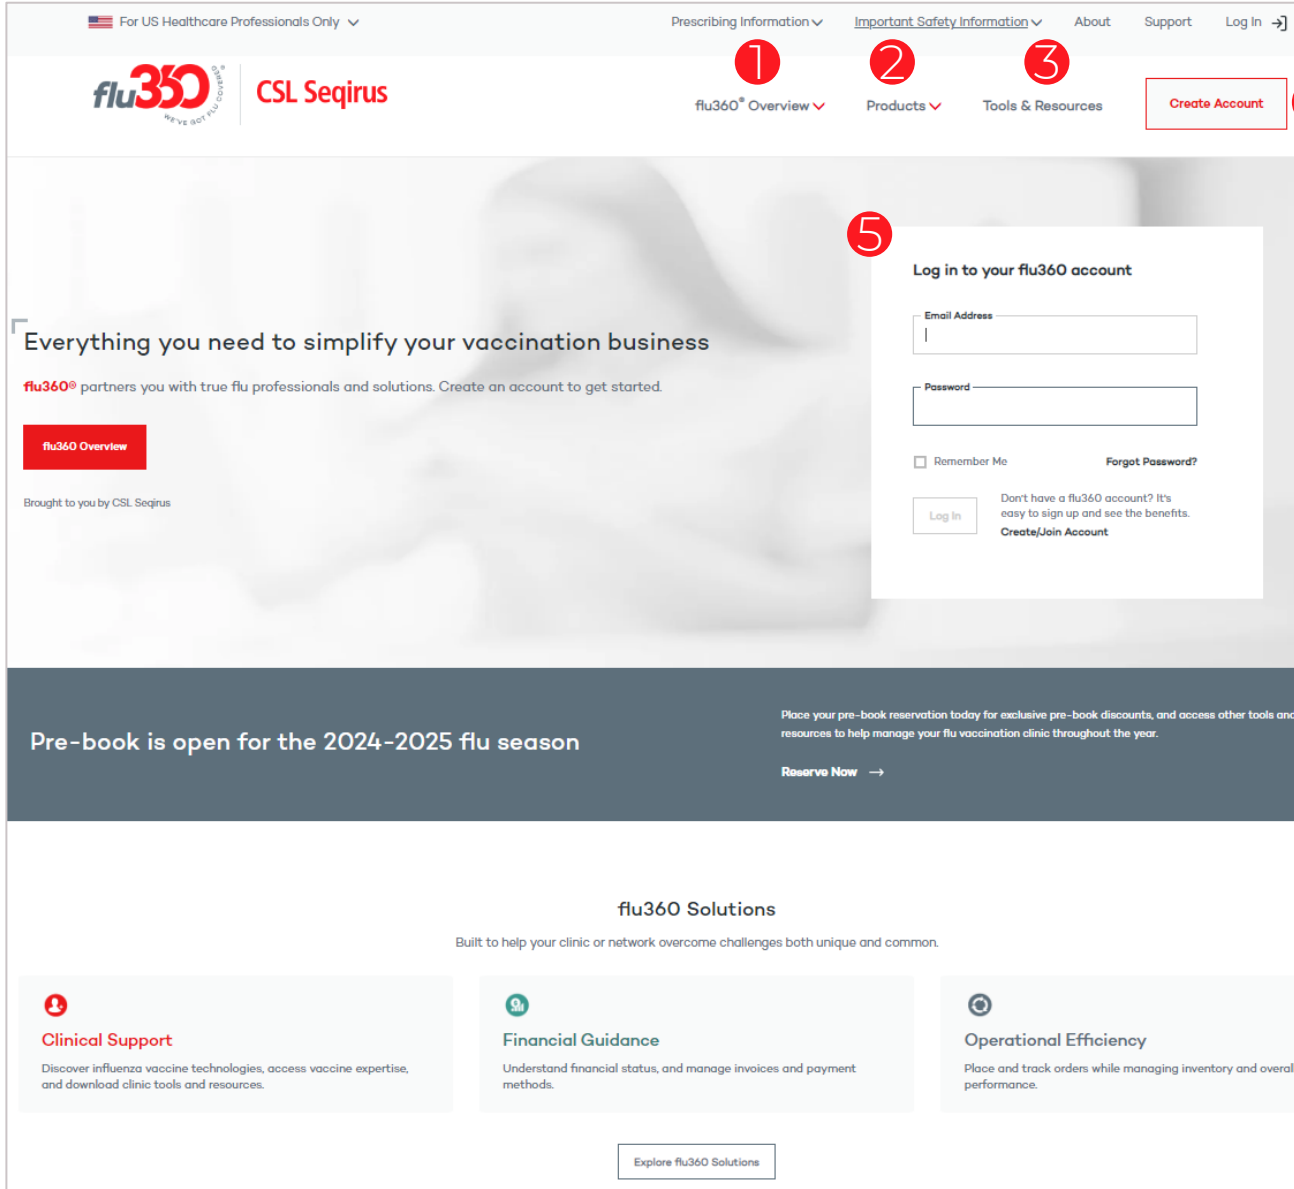 For US Healthcare Professionals Only
Prescribing Information
Important Safety Information
About
Support
Log In
1
2
3
flu360®
WE'VE GOT FLU COVERED
CSL Seqirus
flu360® Overview
Products
Tools & Resources
Create Account
5
Log in to your flu360 account
Email Address
Password
Remember Me
Forgot Password?
Log In
Don't have a flu360 account? It's
easy to sign up and see the benefits.
Create/Join Account
Everything you need to simplify your vaccination business
flu360® partners you with true flu professionals and solutions. Create an account to get started.
flu360 Overview
Brought to you by CSL Seqirus
Pre-book is open for the 2024-2025 flu season
Place your pre-book reservation today for exclusive pre-book discounts, and access other tools and
resources to help manage your flu vaccination clinic throughout the year.
Reserve Now →
flu360 Solutions
Built to help your clinic or network overcome challenges both unique and common.
Clinical Support
Discover influenza vaccine technologies, access vaccine expertise,
and download clinic tools and resources.
Financial Guidance
Understand financial status, and manage invoices and payment
methods.
Operational Efficiency
Place and track orders while managing inventory and overall
performance.
Explore flu360 Solutions